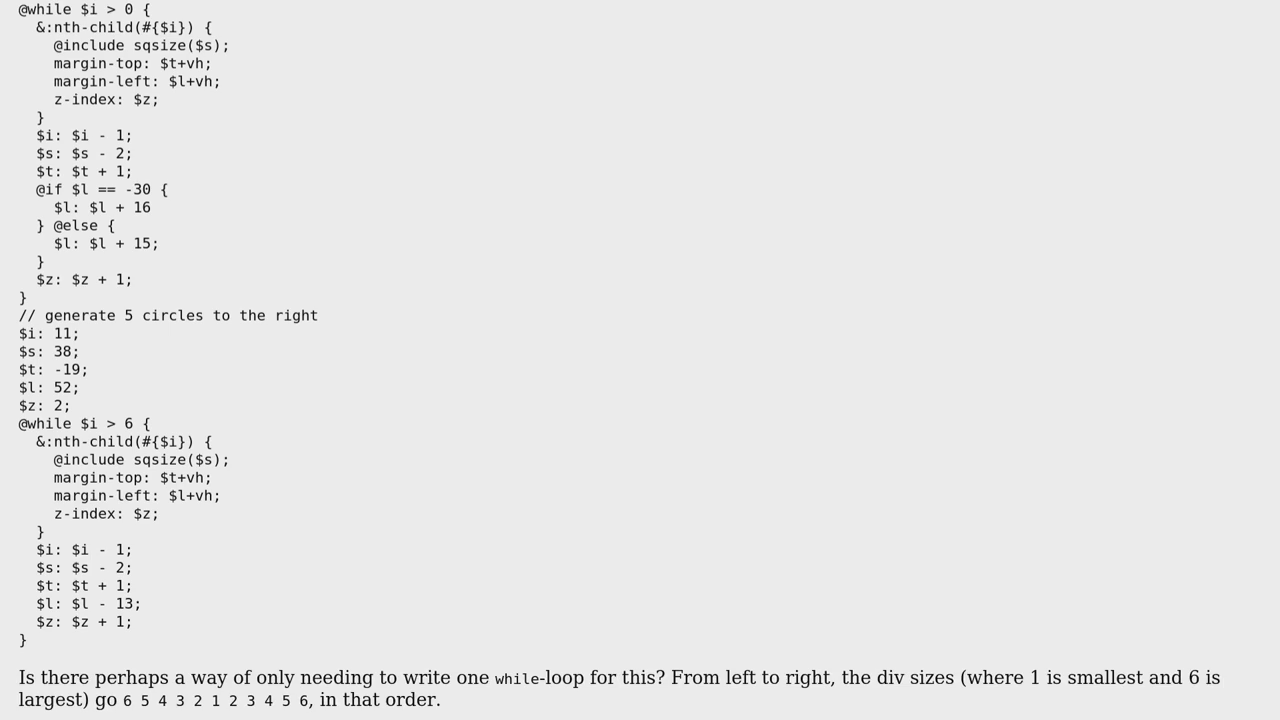 @while $i > 0 {
  &:nth-child(#{$i}) {
    @include sqsize($s);
    margin-top: $t+vh;
    margin-left: $l+vh;
    z-index: $z;
  }
  $i: $i - 1;
  $s: $s - 2;
  $t: $t + 1;
  @if $l == -30 {
    $l: $l + 16
  } @else {
    $l: $l + 15;
  }
  $z: $z + 1;
}
// generate 5 circles to the right
$i: 11;
$s: 38;
$t: -19;
$l: 52;
$z: 2;
@while $i > 6 {
  &:nth-child(#{$i}) {
    @include sqsize($s);
    margin-top: $t+vh;
    margin-left: $l+vh;
    z-index: $z;
  }
  $i: $i - 1;
  $s: $s - 2;
  $t: $t + 1;
  $l: $l - 13;
  $z: $z + 1;
}
Is there perhaps a way of only needing to write one while-loop for this? From left to right, the div sizes (where 1 is smallest and 6 is
largest) go 6 5 4 3 2 1 2 3 4 5 6, in that order.